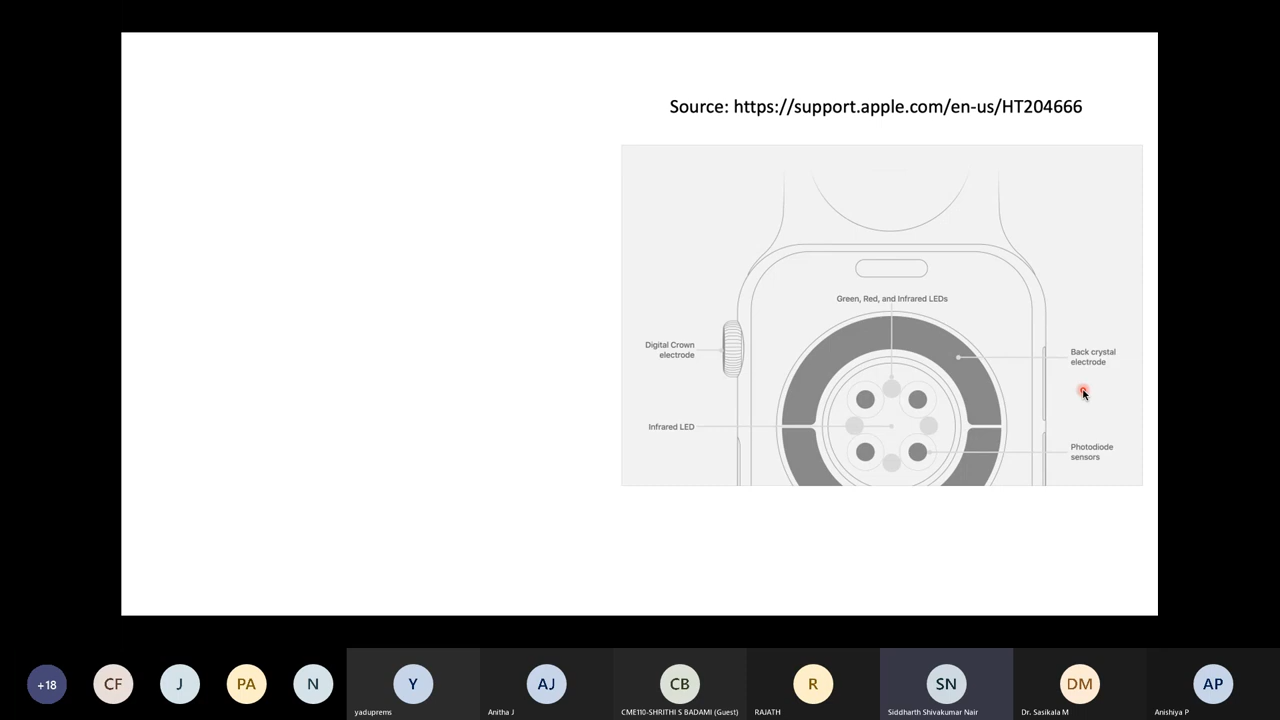 Source: https://support.apple.com/en-us/HT204666
Green, Red, and Infrared LEDs
Digital Crown
electrode
Back crystal
electrode
Infrared LED
Photodiode
sensors
+18
CF
J
PA
N
Y
AJ
CB
R
SN
DM
AP
yaduprems
Anitha J
CME110-SHRITHI S BADAMI (Guest)
RAJATH
Siddharth Shivakumar Nair
Dr. Sasikala M
Anishiya P